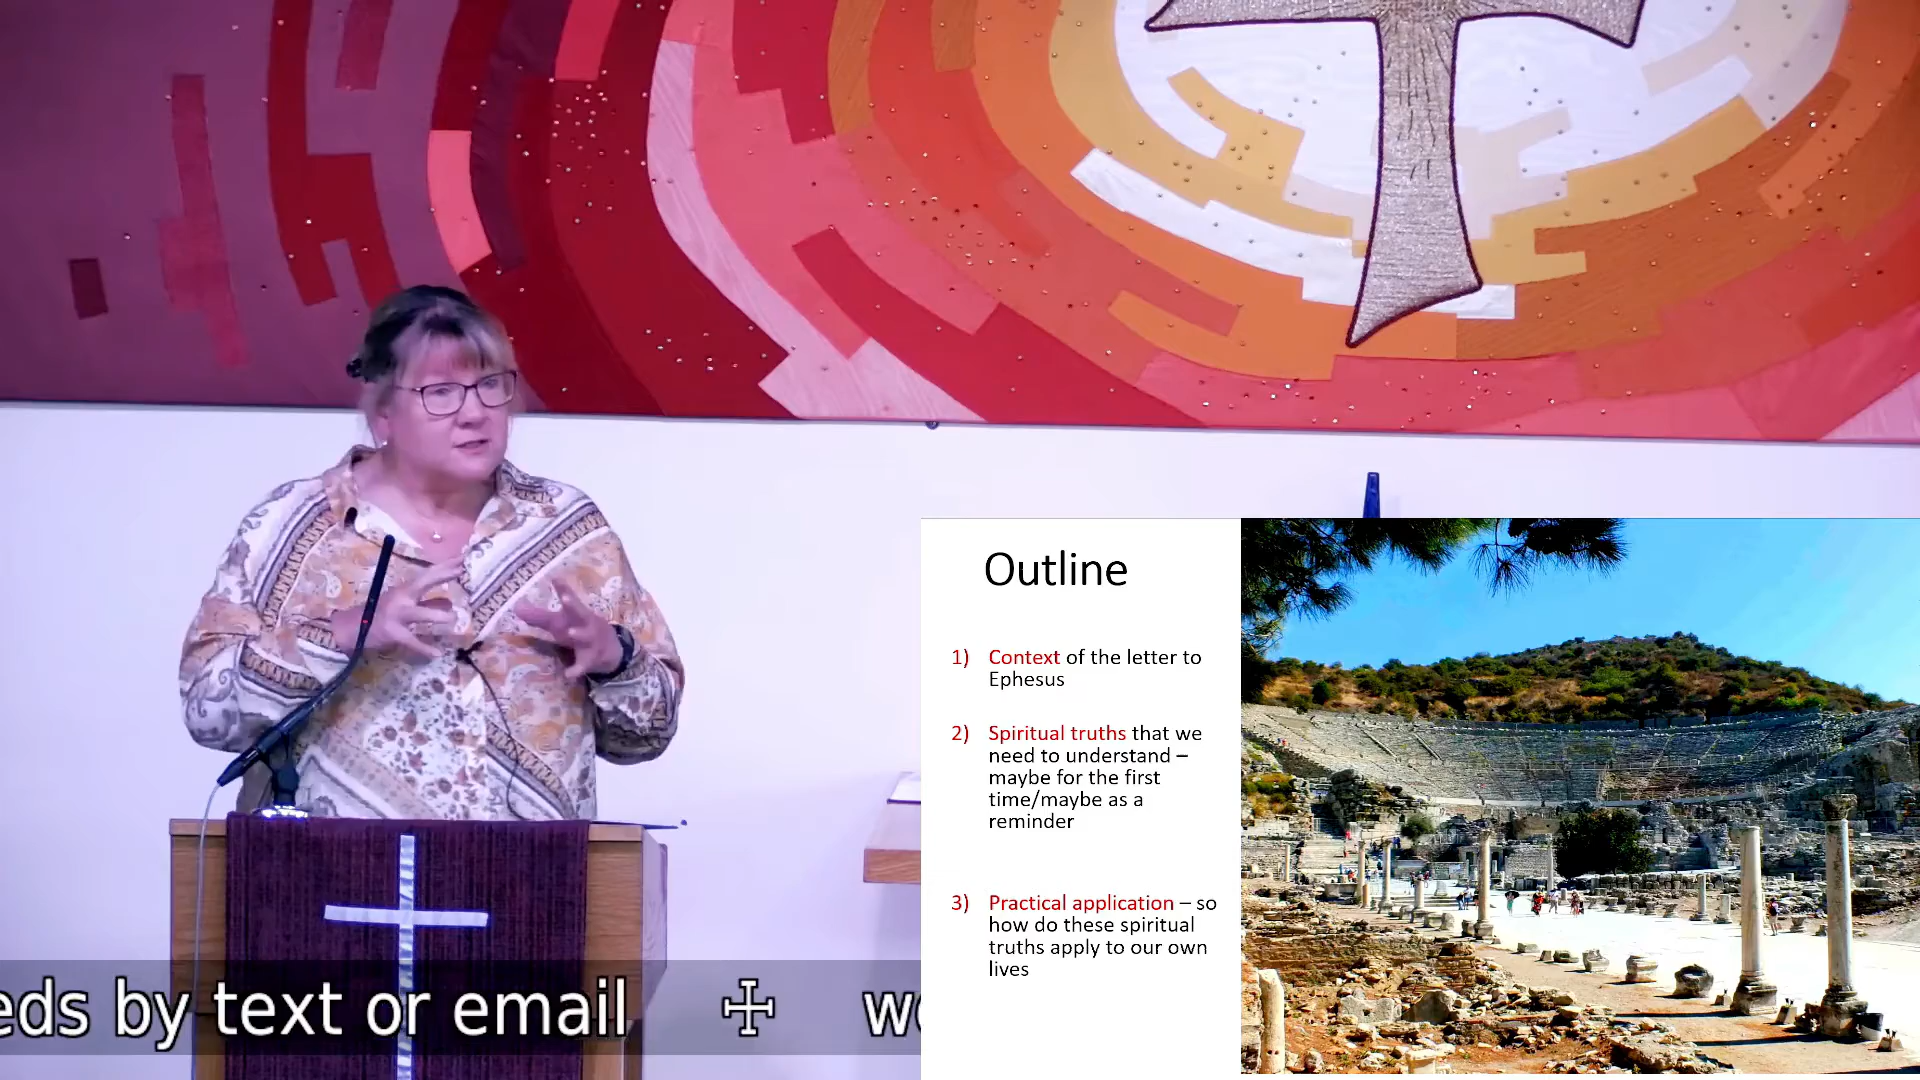 Outline
1) Context of the letter to
Ephesus
2) Spiritual truths that we
need to understand –
maybe for the first
time/maybe as a
reminder
3) Practical application – so
how do these spiritual
truths apply to our own
lives
by text or email